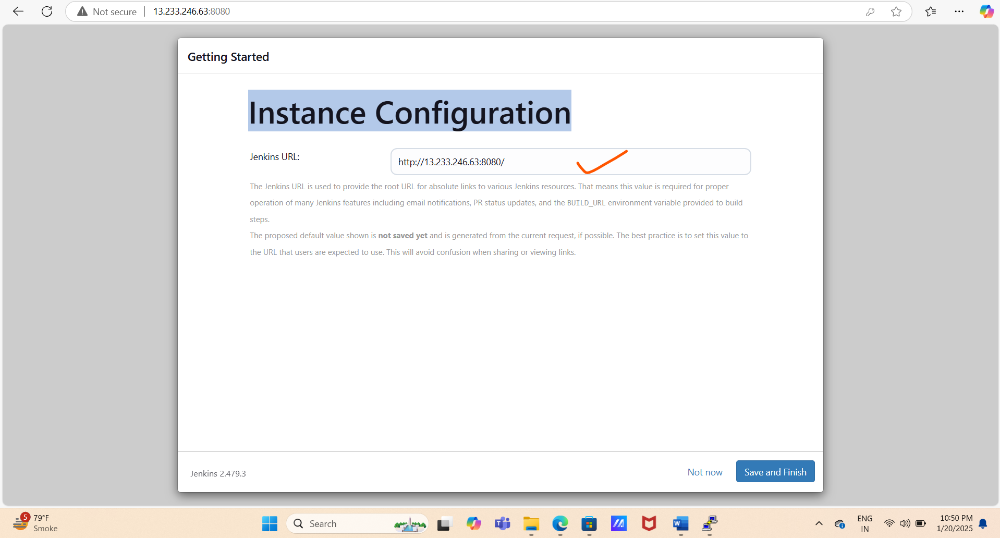 Not secure
13.233.246.63:8080
Getting Started
Instance Configuration
Jenkins URL:
http://13.233.246.63:8080/
The Jenkins URL is used to provide the root URL for absolute links to various Jenkins resources. That means this value is required for proper
operation of many Jenkins features including email notifications, PR status updates, and the BUILD_URL environment variable provided to build
steps.
The proposed default value shown is not saved yet and is generated from the current request, if possible. The best practice is to set this value to
the URL that users are expected to use. This will avoid confusion when sharing or viewing links.
Jenkins 2.479.3
Not now
Save and Finish
5
79°F
Smoke
Search
T
W
ENG
IN
10:50 PM
1/20/2025